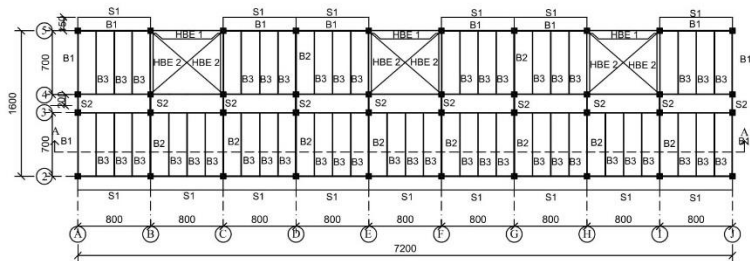 S1 S1 S1 S1 S1 S1
150 B1 HBE 1 B1 B1 HBE 1 B1 B1 HBE 1 B1
5
B1 700 B2 B2 B1
HBE 2 HBE 2 HBE 2 HBE 2 HBE 2 HBE 2
B3 B3 B3 B3 B3 B3 B3 B3 B3 B3 B3 B3 B3 B3 B3 B3 B3 B3
4
1600 200 S2 S2 S2 S2 S2 S2 S2 S2 S2 S2
3
A A
B1 700 B2 B2 B2 B2 B2 B2 B2 B2
B3 B3 B3 B3 B3 B3 B3 B3 B3 B3 B3 B3 B3 B3 B3 B3 B3 B3 B3 B3 B3 B3 B3 B3 B3 B3 B3
2
S1 S1 S1 S1 S1 S1 S1 S1 S1
800 800 800 800 800 800 800 800 800
A B C D E F G H I J
7200